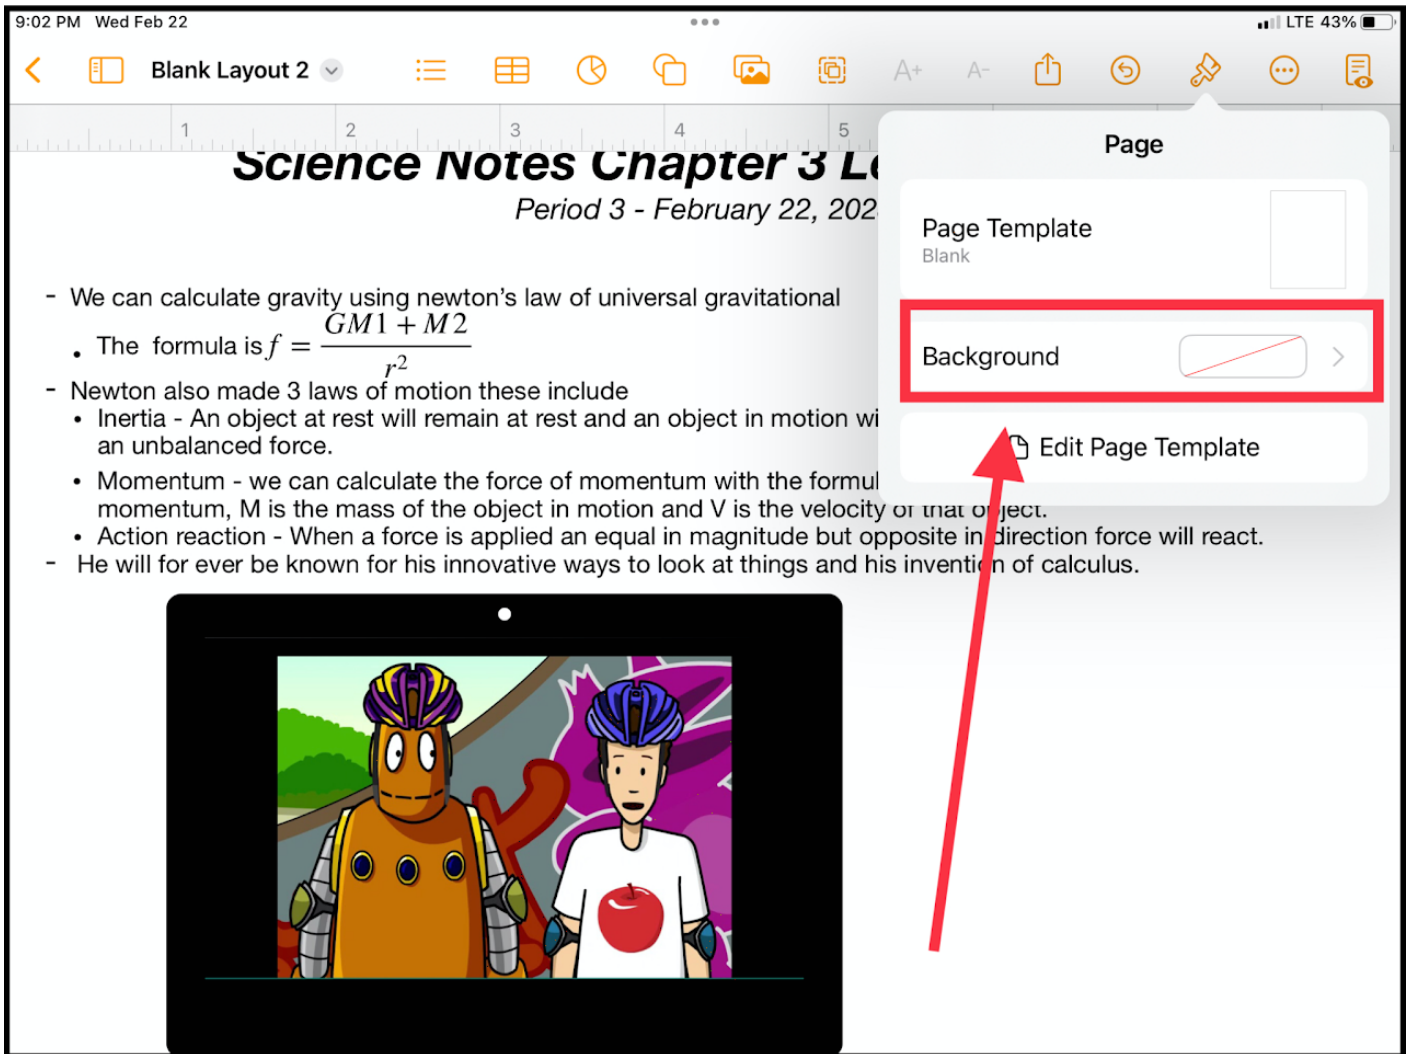 9:02 PM Wed Feb 22
LTE 43%
Blank Layout 2
A+ A-
1 2 3 4 5
Science Notes Chapter 3
Period 3 - February 22,
- We can calculate gravity using newton's law of universal gravitational
• The formula is f = GM1 + M2 / r²
- Newton also made 3 laws of motion these include
• Inertia - An object at rest will remain at rest and an object in motion
an unbalanced force.
• Momentum - we can calculate the force of momentum with the
momentum, M is the mass of the object in motion and V is the velocity of that object.
• Action reaction - When a force is applied an equal in magnitude but opposite in direction force will react.
- He will for ever be known for his innovative ways to look at things and his invention of calculus.
Page
Page Template
Blank
Background
Edit Page Template